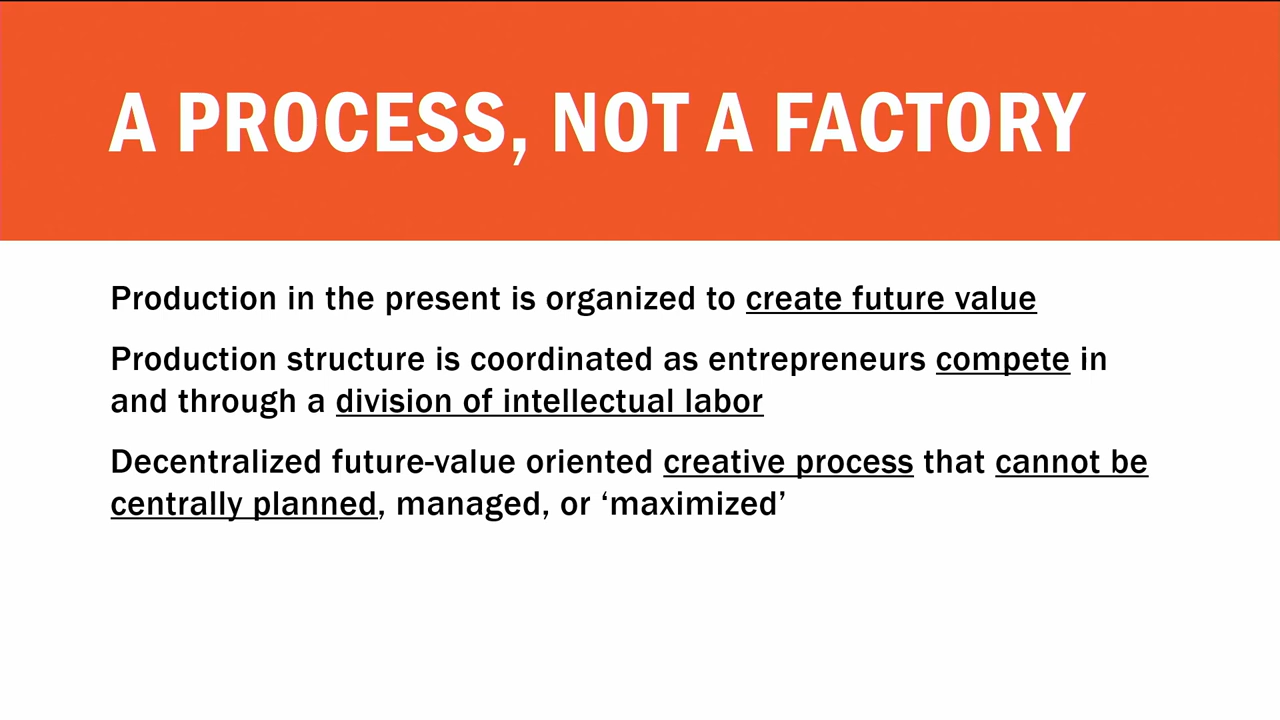 A PROCESS, NOT A FACTORY
Production in the present is organized to create future value
Production structure is coordinated as entrepreneurs compete in
and through a division of intellectual labor
Decentralized future-value oriented creative process that cannot be
centrally planned, managed, or ‘maximized’